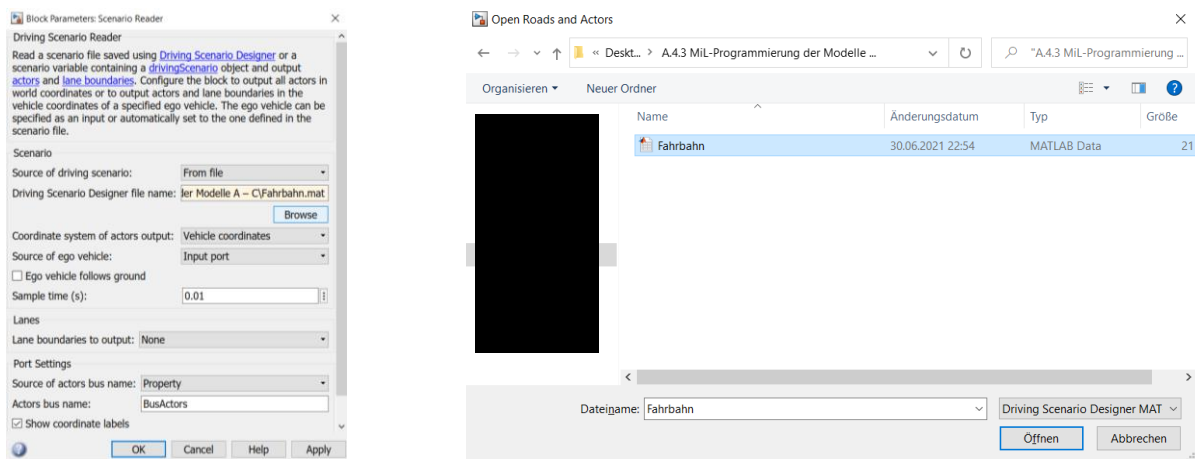 Block Parameters: Scenario Reader
Driving Scenario Reader
Read a scenario file saved using Driving Scenario Designer or a
scenario variable containing a drivingScenario object and output
actors and lane boundaries. Configure the block to output all actors in
world coordinates or to output actors and lane boundaries in the
vehicle coordinates of a specified ego vehicle. The ego vehicle can be
specified as an input or automatically set to the one defined in the
scenario file.
Scenario
Source of driving scenario: From file
Driving Scenario Designer file name: der Modelle A – C\Fahrbahn.mat
Browse
Coordinate system of actors output: Vehicle coordinates
Source of ego vehicle: Input port
Ego vehicle follows ground
Sample time (s): 0.01
Lanes
Lane boundaries to output: None
Port Settings
Source of actors bus name: Property
Actors bus name: BusActors
Show coordinate labels
OK Cancel Help Apply
Open Roads and Actors
« Deskt... > A.4.3 MiL-Programmierung der Modelle ...
"A.4.3 MiL-Programmierung ...
Organisieren Neuer Ordner
Name Änderungsdatum Typ Größe
Fahrbahn 30.06.2021 22:54 MATLAB Data 21
Dateiname: Fahrbahn Driving Scenario Designer MAT
Öffnen Abbrechen